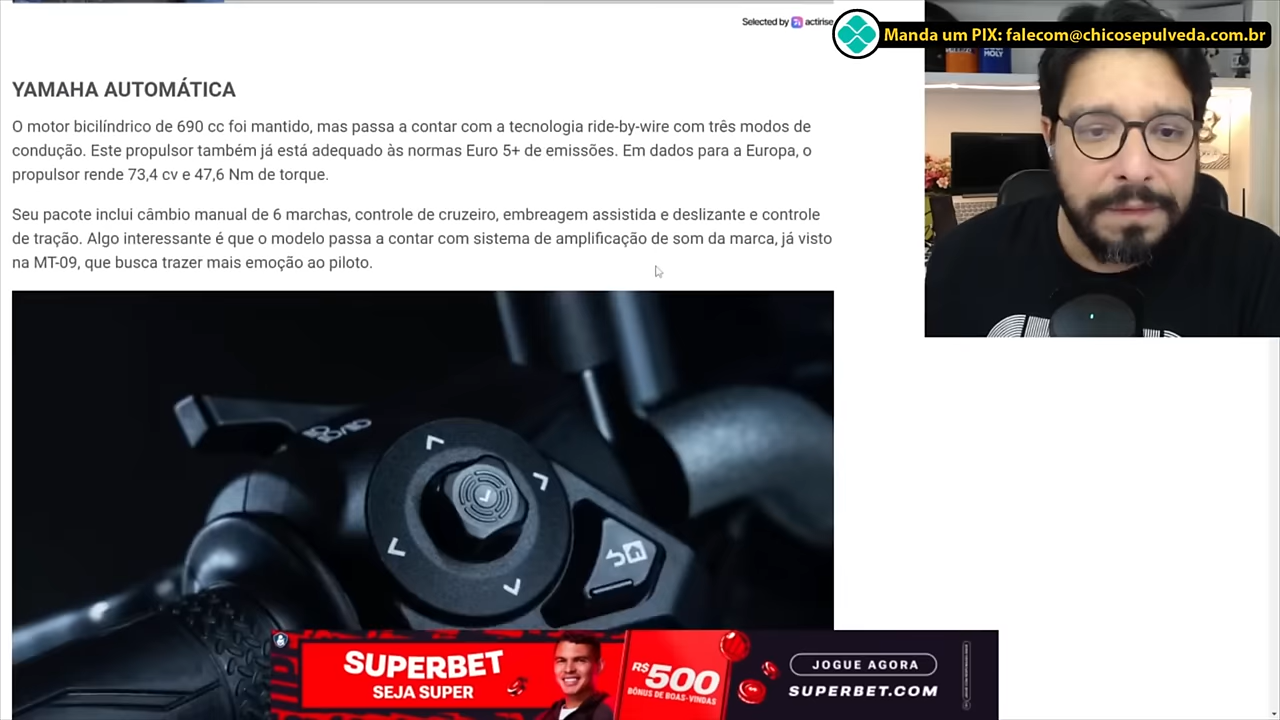 Selected by actirise
Manda um PIX: falecom@chicosepulveda.com.br
MOLY
YAMAHA AUTOMÁTICA
O motor bicilíndrico de 690 cc foi mantido, mas passa a contar com a tecnologia ride-by-wire com três modos de
condução. Este propulsor também já está adequado às normas Euro 5+ de emissões. Em dados para a Europa, o
propulsor rende 73,4 cv e 47,6 Nm de torque.
Seu pacote inclui câmbio manual de 6 marchas, controle de cruzeiro, embreagem assistida e deslizante e controle
de tração. Algo interessante é que o modelo passa a contar com sistema de amplificação de som da marca, já visto
na MT-09, que busca trazer mais emoção ao piloto.
SUPERBET
SEJA SUPER
R$500
BÔNUS DE BOAS-VINDAS
JOGUE AGORA
SUPERBET.COM